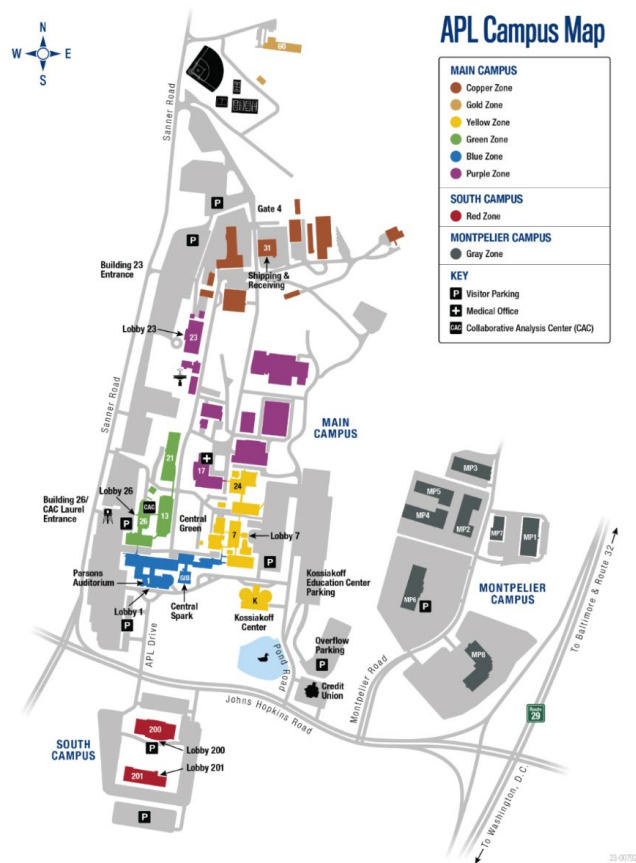 APL Campus Map
N
W
E
S
MAIN CAMPUS
Copper Zone
Gold Zone
Yellow Zone
Green Zone
Blue Zone
Purple Zone
SOUTH CAMPUS
Red Zone
MONTPELIER CAMPUS
Gray Zone
KEY
P Visitor Parking
Medical Office
CAC Collaborative Analysis Center (CAC)
60
Sanner Road
P
Gate 4
P
31
Shipping &
Receiving
Building 23
Entrance
Lobby 23
23
Sanner Road
MAIN
CAMPUS
21
17
24
Lobby 26
CAC
Building 26/
CAC Laurel
Entrance
P
26
13
Central
Green
7
Lobby 7
P
Parsons
Auditorium
1
Lobby 1
Central
Spark
K
Kossiakoff
Center
Kossiakoff
Education Center
Parking
P
APL Drive
Pond Road
Overflow
Parking
P
Credit
Union
Johns Hopkins Road
Montpelier Road
MP3
MP5
MP4
MP2
MP7
MP1
MP6
P
MP8
MONTPELIER
CAMPUS
To Baltimore & Route 32
Route
29
To Washington, D.C.
SOUTH
CAMPUS
200
P
Lobby 200
Lobby 201
201
P